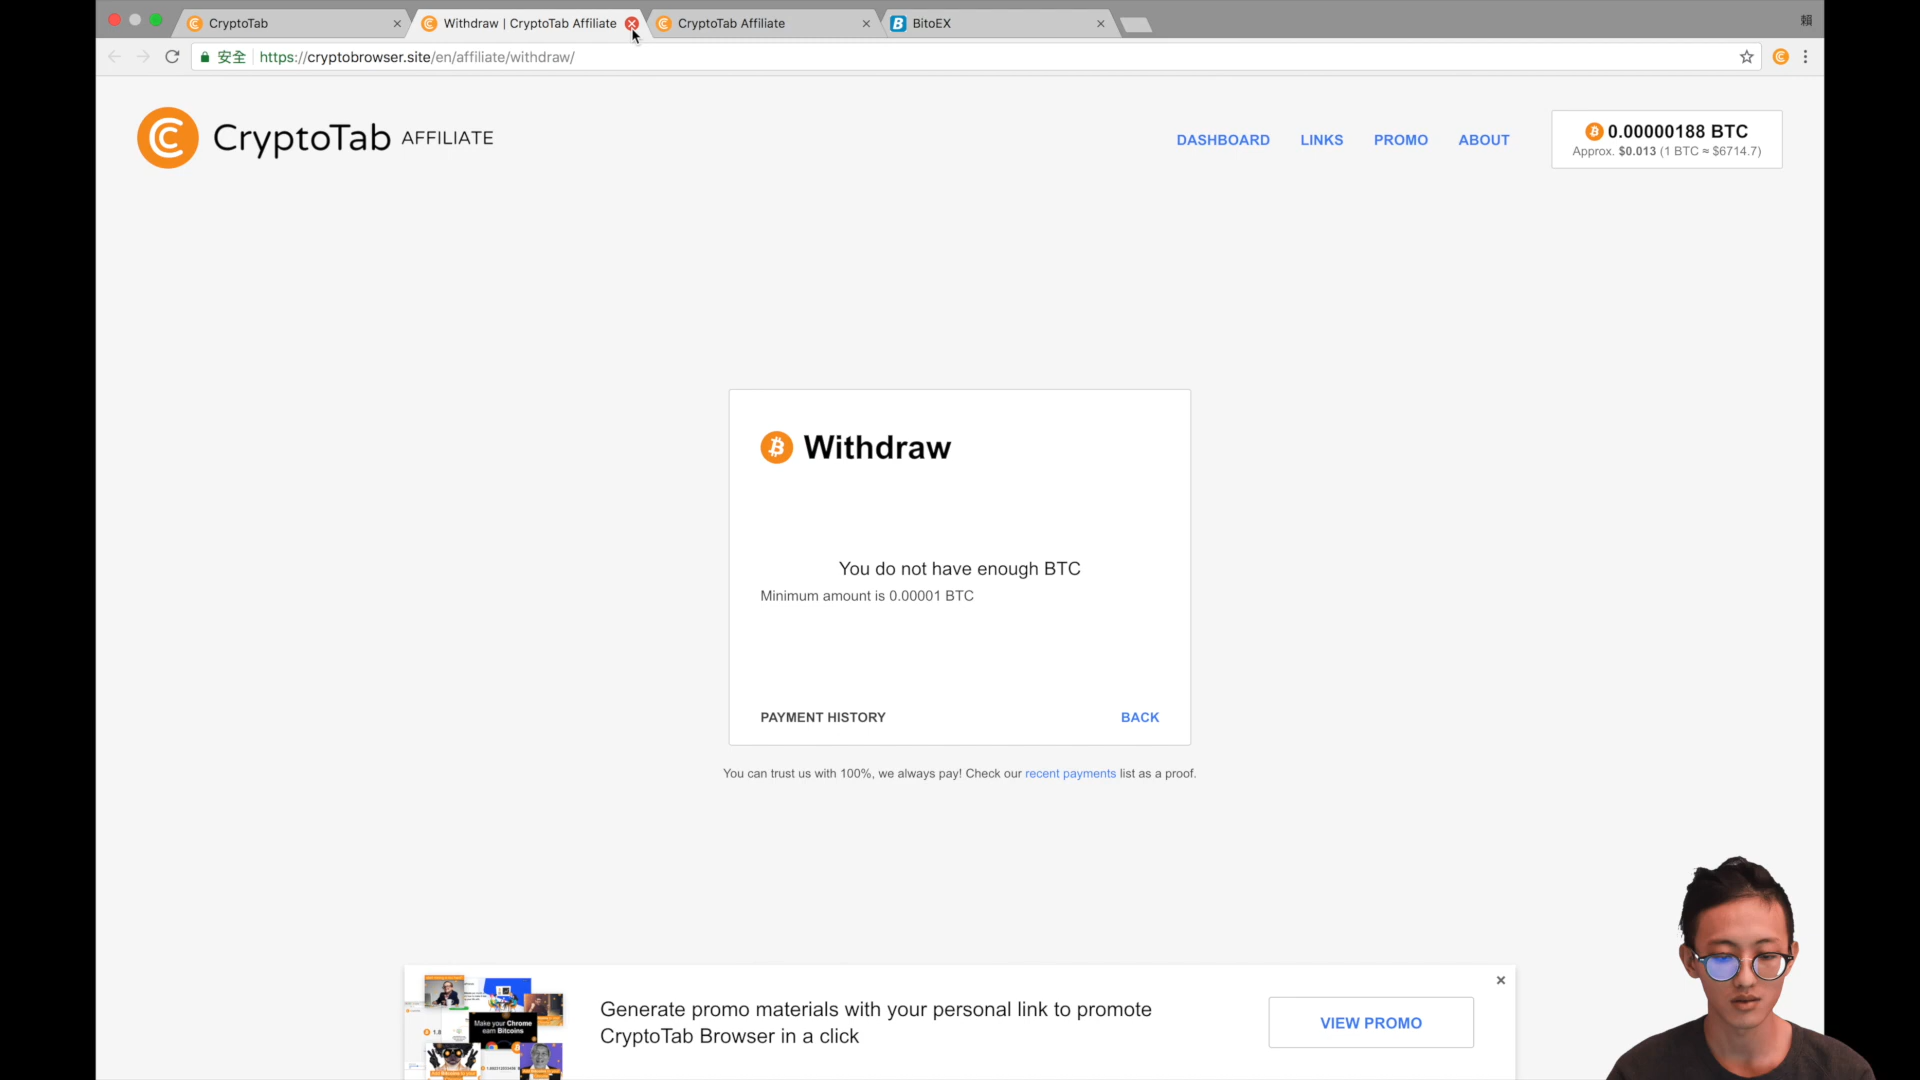 CryptoTab
Withdraw | CryptoTab Affiliate
CryptoTab Affiliate
BitoEX
賴
安全
https://cryptobrowser.site/en/affiliate/withdraw/
CryptoTab AFFILIATE
DASHBOARD
LINKS
PROMO
ABOUT
0.00000188 BTC
Approx. $0.013 (1 BTC ≈ $6714.7)
Withdraw
You do not have enough BTC
Minimum amount is 0.00001 BTC
PAYMENT HISTORY
BACK
You can trust us with 100%, we always pay! Check our recent payments list as a proof.
Make your Chrome
earn Bitcoins
Generate promo materials with your personal link to promote
CryptoTab Browser in a click
VIEW PROMO